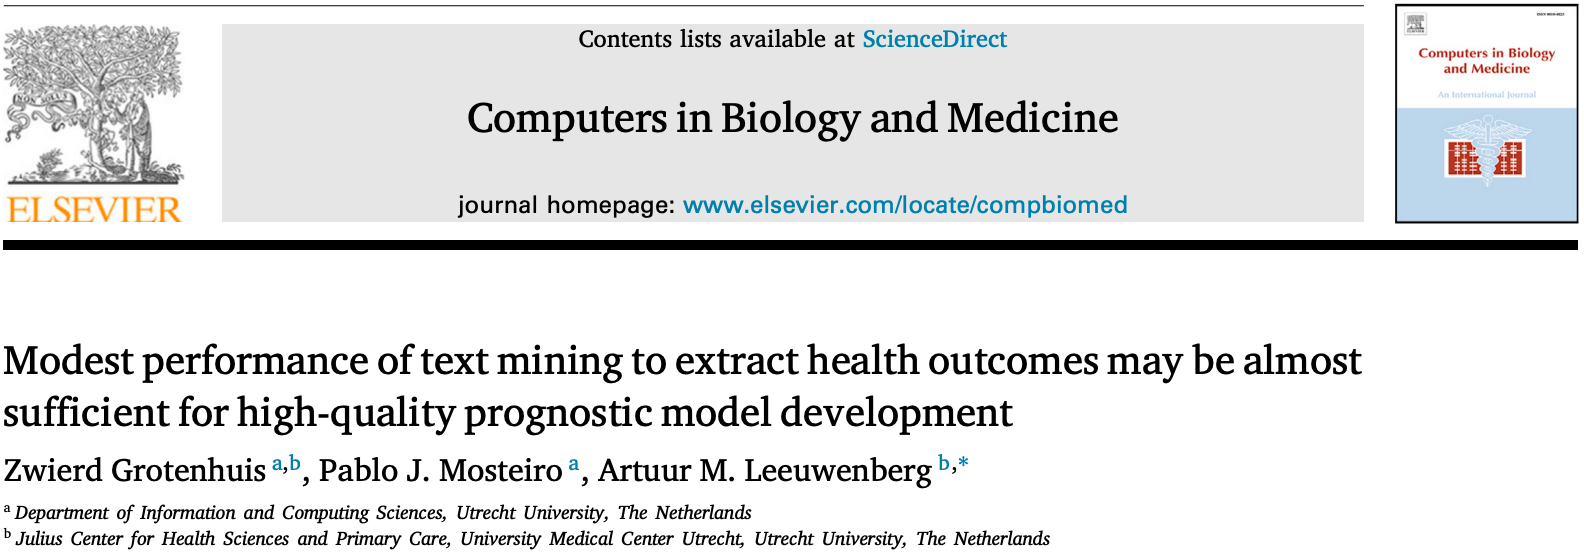 Contents lists available at ScienceDirect
Computers in Biology and Medicine
journal homepage: www.elsevier.com/locate/compbiomed
ELSEVIER
Computers in Biology
and Medicine
An International Journal
Modest performance of text mining to extract health outcomes may be almost
sufficient for high-quality prognostic model development
Zwierd Grotenhuis a,b, Pablo J. Mosteiro a, Artuur M. Leeuwenberg b,*
a Department of Information and Computing Sciences, Utrecht University, The Netherlands
b Julius Center for Health Sciences and Primary Care, University Medical Center Utrecht, Utrecht University, The Netherlands